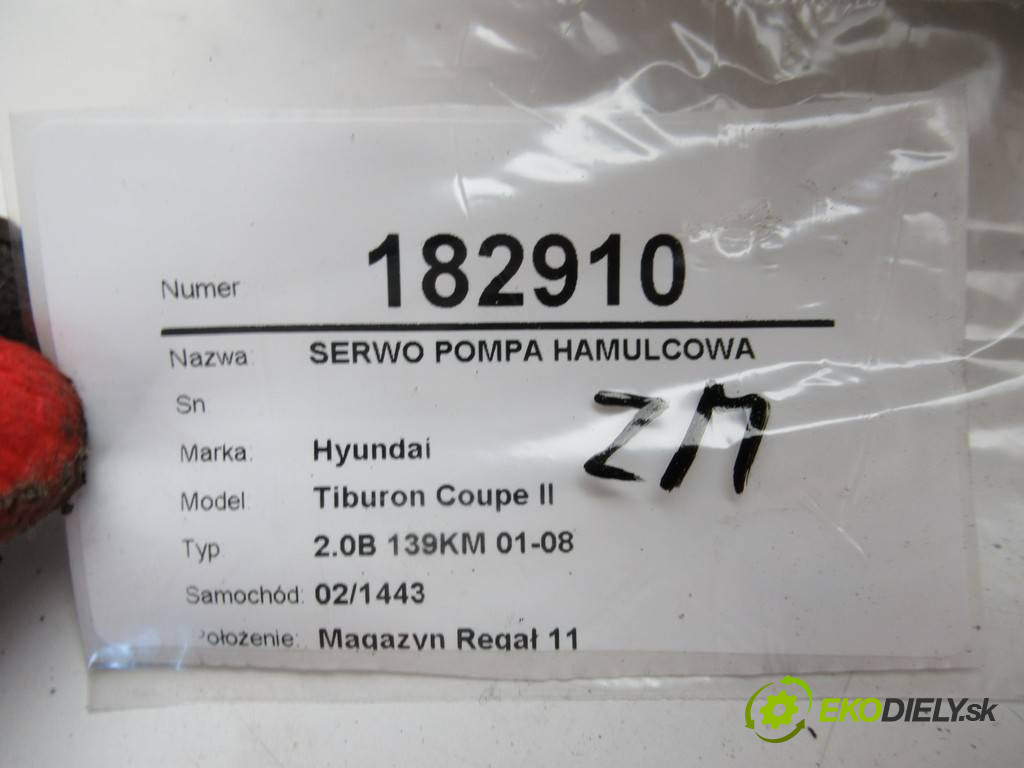 Numer 182910
Nazwa: SERWO POMPA HAMULCOWA
Sn
Marka: Hyundai
ZM
Model Tiburon Coupe II
Typ 2.0B 139KM 01-08
Samochód: 02/1443
Położenie: Magazyn Regał 11
EKODIELY.sk